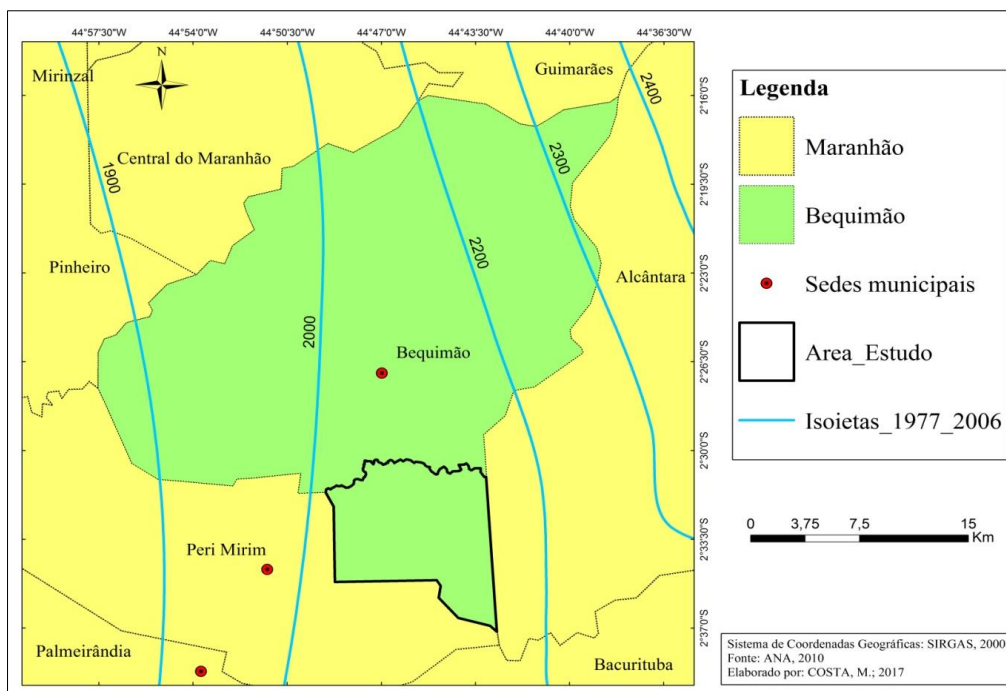 44°57'30"O 44°54'0"O 44°50'30"O 44°47'0"O 44°43'30"O 44°40'0"O 44°36'30"O
Mirinzal
N
Guimarães
2400
2°16'0"S
Central do Maranhão
1900
2300
2°19'30"S
Pinheiro
2200
Alcântara
2°23'0"S
2000
Bequimão
2°26'30"S
2°30'0"S
Peri Mirim
2°33'30"S
Palmeirândia
Bacurituba
2°37'0"S
Legenda
Maranhão
Bequimão
Sedes municipais
Area_Estudo
Isoietas_1977_2006
0 3,75 7,5 15
Km
Sistema de Coordenadas Geográficas: SIRGAS, 2000
Fonte: ANA, 2010
Elaborado por: COSTA, M.; 2017